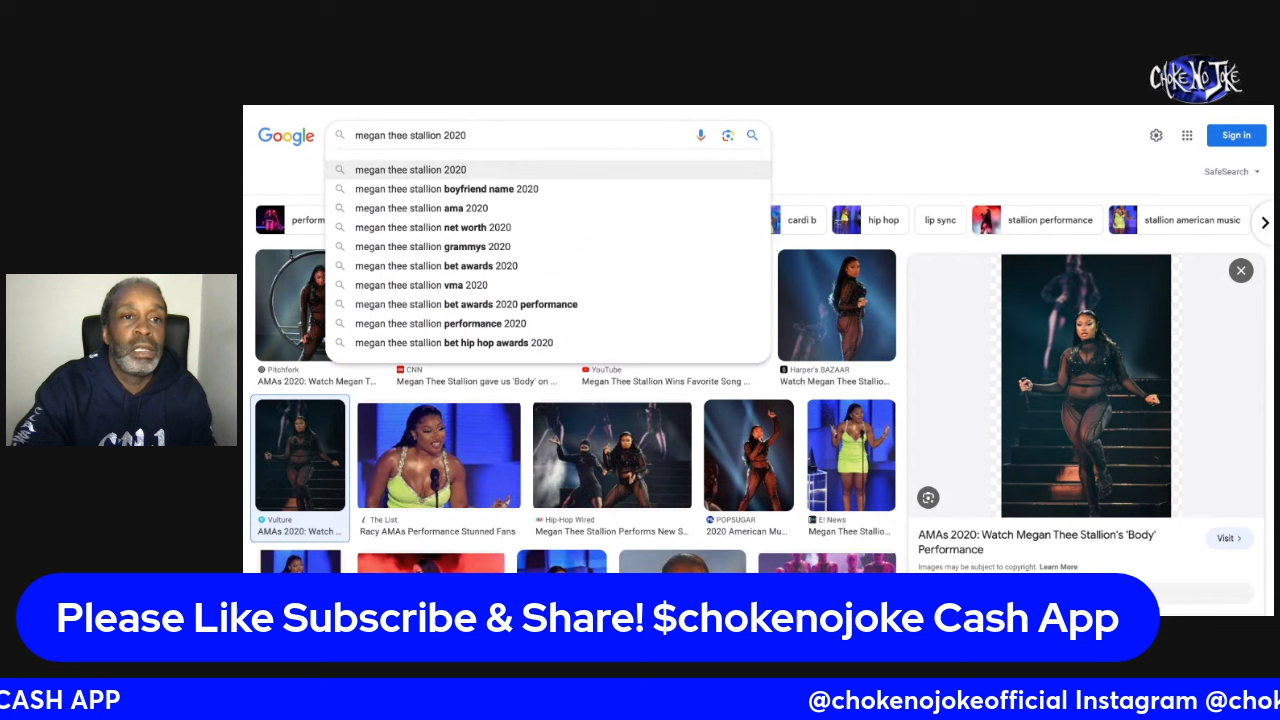 CHOKE NO JOKE
Google
megan thee stallion 2020
Sign in
megan thee stallion 2020
megan thee stallion boyfriend name 2020
megan thee stallion ama 2020
megan thee stallion net worth 2020
megan thee stallion grammys 2020
megan thee stallion bet awards 2020
megan thee stallion vma 2020
megan thee stallion bet awards 2020 performance
megan thee stallion performance 2020
megan thee stallion bet hip hop awards 2020
SafeSearch
perform
cardi b
hip hop
lip sync
stallion performance
stallion american music
Pitchfork
AMAs 2020: Watch Megan T...
CNN
Megan Thee Stallion gave us 'Body' on ...
YouTube
Megan Thee Stallion Wins Favorite Song ...
Harper's BAZAAR
Watch Megan Thee Stallio...
Vulture
AMAs 2020: Watch ...
The List
Racy AMAs Performance Stunned Fans
Hip-Hop Wired
Megan Thee Stallion Performs New S...
POPSUGAR
2020 American Mu...
E! News
Megan Thee Stallio...
AMAs 2020: Watch Megan Thee Stallion's 'Body'
Performance
Visit
Images may be subject to copyright. Learn More
Please Like Subscribe & Share! $chokenojoke Cash App
CASH APP
@chokenojokeofficial Instagram @chok